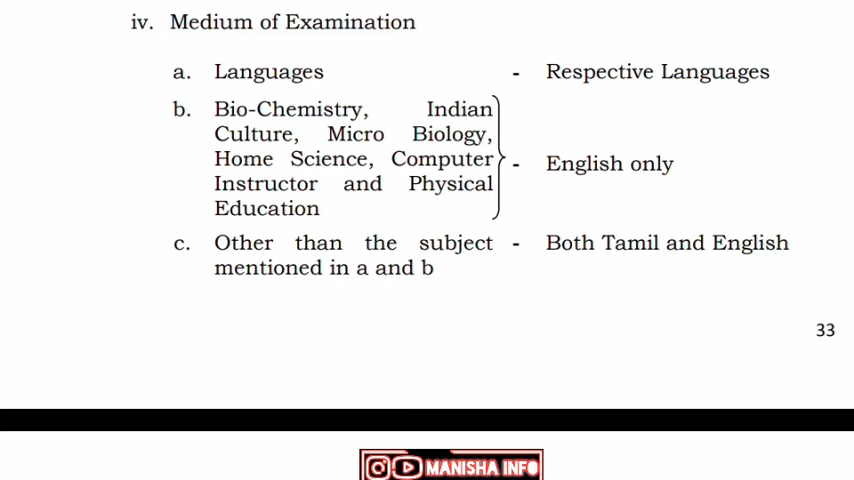 iv. Medium of Examination
a. Languages - Respective Languages
b. Bio-Chemistry, Indian
Culture, Micro Biology,
Home Science, Computer
Instructor and Physical
Education
- English only
c. Other than the subject - Both Tamil and English
mentioned in a and b
33
MANISHA INFO